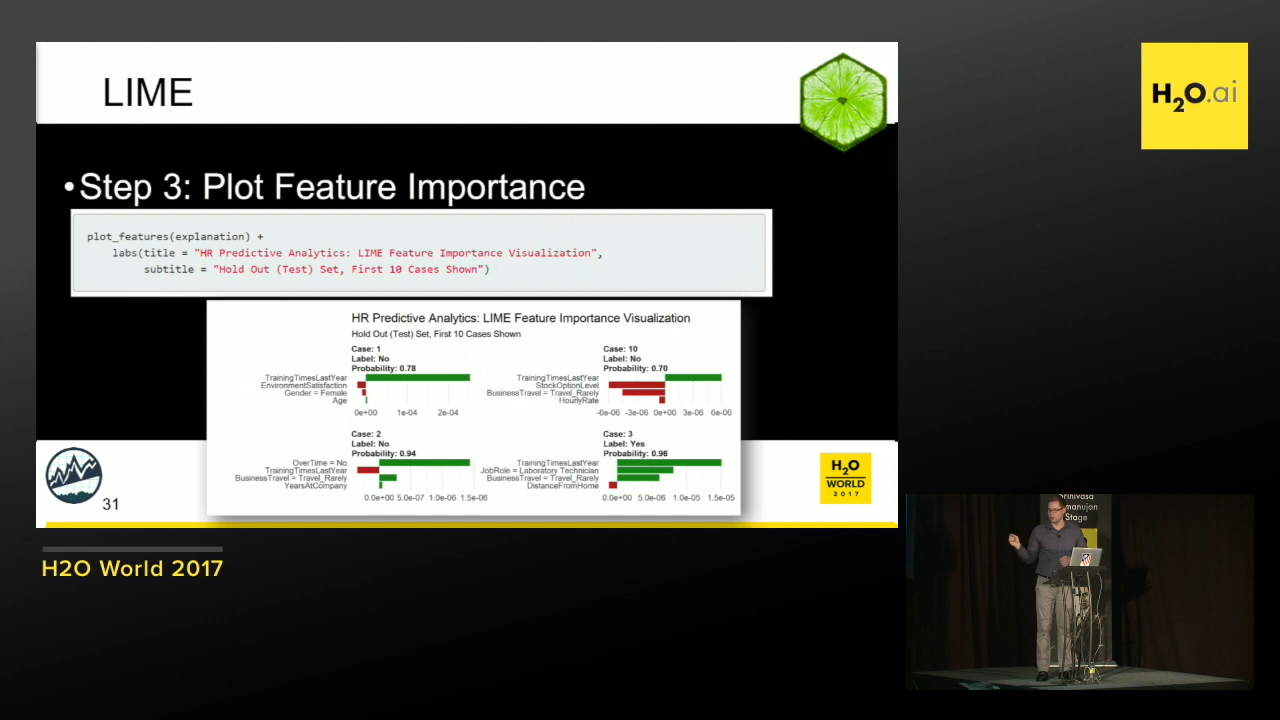 LIME
H2O.ai
•Step 3: Plot Feature Importance
plot_features(explanation) +
labs(title = "HR Predictive Analytics: LIME Feature Importance Visualization",
subtitle = "Hold Out (Test) Set, First 10 Cases Shown")
HR Predictive Analytics: LIME Feature Importance Visualization
Hold Out (Test) Set, First 10 Cases Shown
Case: 1
Label: No
Probability: 0.78
TrainingTimesLastYear
EnvironmentSatisfaction
Gender = Female
Age
0e+00 1e-04 2e-04
Case: 10
Label: No
Probability: 0.70
TrainingTimesLastYear
StockOptionLevel
BusinessTravel = Travel_Rarely
HourlyRate
-6e-06 -3e-06 0e+00 3e-06 6e-06
Case: 2
Label: No
Probability: 0.94
OverTime = No
TrainingTimesLastYear
BusinessTravel = Travel_Rarely
YearsAtCompany
0.0e+00 5.0e-07 1.0e-06 1.5e-06
Case: 3
Label: Yes
Probability: 0.96
TrainingTimesLastYear
JobRole = Laboratory Technician
BusinessTravel = Travel_Rarely
DistanceFromHome
0.0e+00 5.0e-06 1.0e-05 1.5e-05
31
H2O
WORLD
2017
H2O World 2017
Srinivasa
manujan
Stage